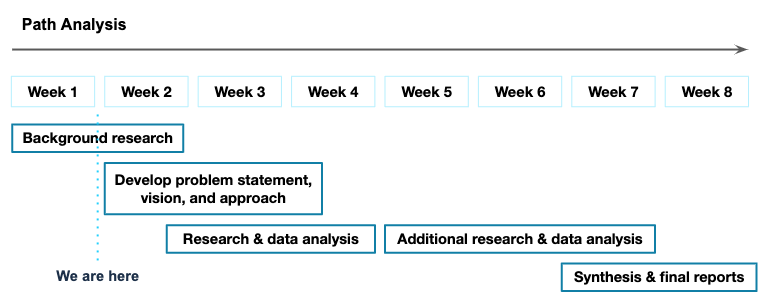 Path Analysis
Week 1
Week 2
Week 3
Week 4
Week 5
Week 6
Week 7
Week 8
Background research
Develop problem statement,
vision, and approach
Research & data analysis
Additional research & data analysis
We are here
Synthesis & final reports